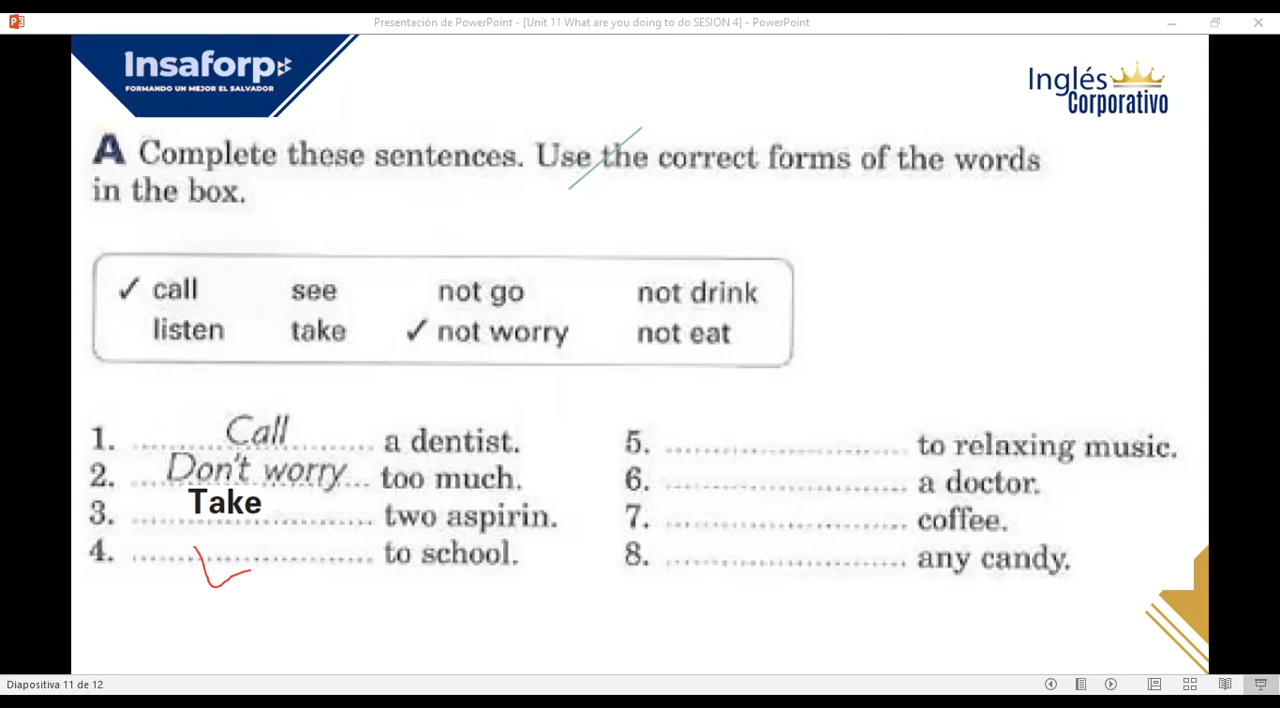 Presentación de PowerPoint - [Unit 11 What are you doing to do SESION 4] - PowerPoint
Insaforp
FORMANDO UN MEJOR EL SALVADOR
Inglés
Corporativo
A Complete these sentences. Use the correct forms of the words
in the box.
✓ call see not go not drink
listen take ✓ not worry not eat
1. Call a dentist.
2. Don't worry too much.
3. Take two aspirin.
4. to school.
5. to relaxing music.
6. a doctor.
7. coffee.
8. any candy.
Diapositiva 11 de 12